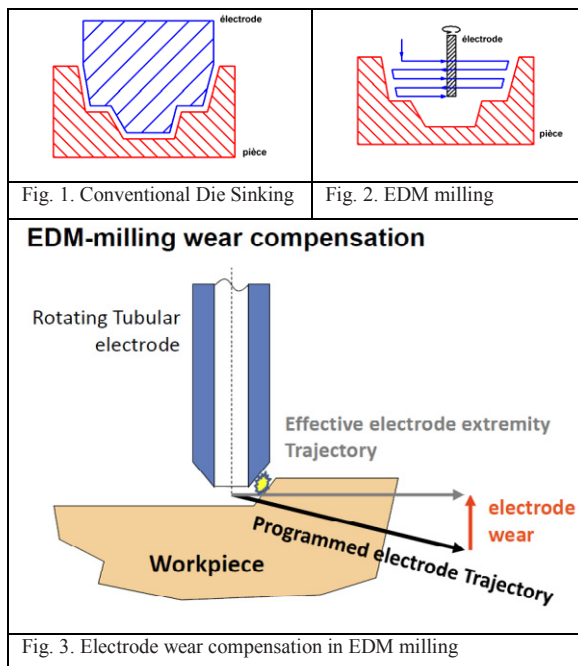 électrode
pièce
Fig. 1. Conventional Die Sinking
électrode
pièce
Fig. 2. EDM milling
EDM-milling wear compensation
Rotating Tubular
electrode
Effective electrode extremity
Trajectory
electrode
wear
Programmed electrode Trajectory
Workpiece
Fig. 3. Electrode wear compensation in EDM milling